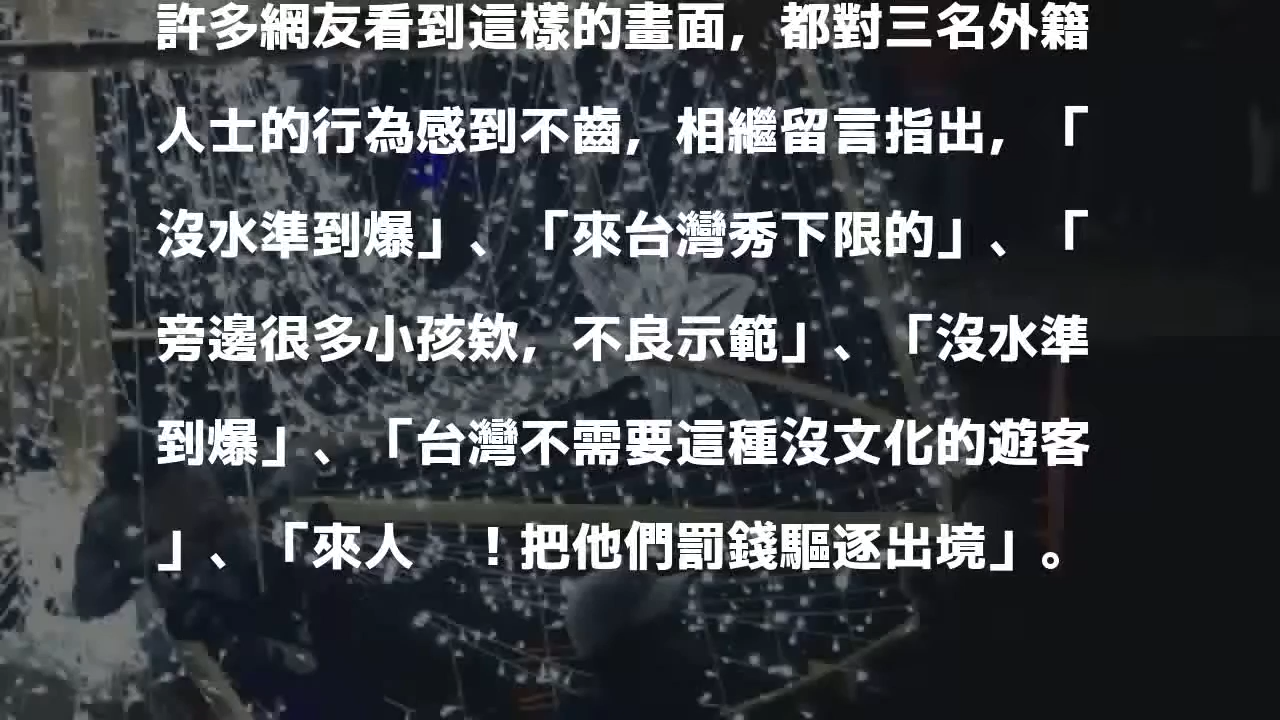 許多網友看到這樣的畫面，都對三名外籍
人士的行為感到不齒，相繼留言指出，「
沒水準到爆」、「來台灣秀下限的」、「
旁邊很多小孩欸，不良示範」、「沒水準
到爆」、「台灣不需要這種沒文化的遊客
」、「來人　！把他們罰錢驅逐出境」。